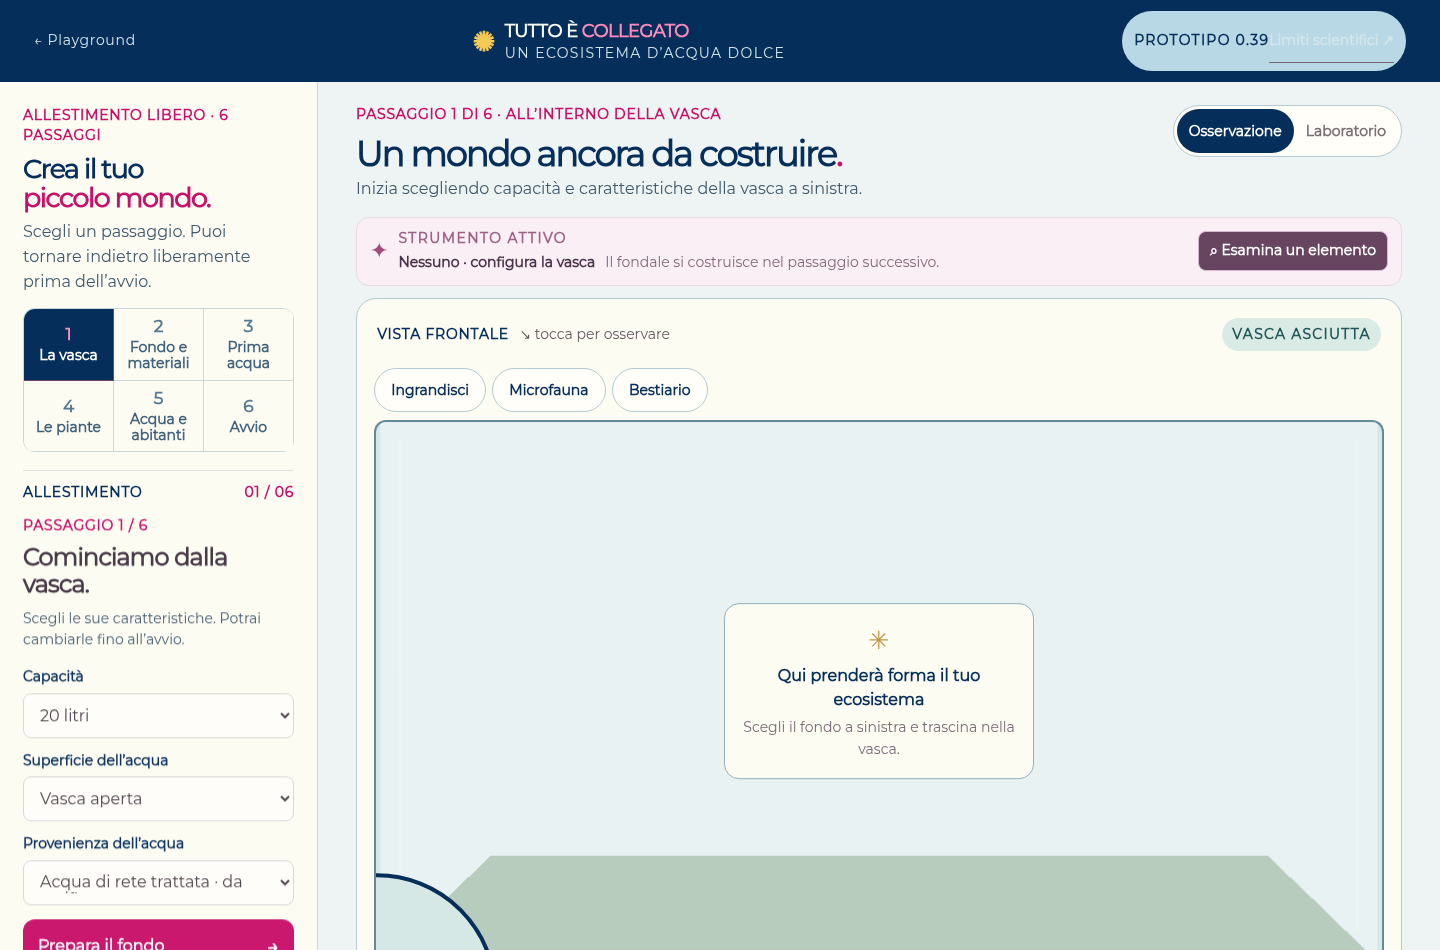 ← Playground
TUTTO È COLLEGATO
UN ECOSISTEMA D’ACQUA DOLCE
PROTOTIPO 0.39
Limiti scientifici ↗
ALLESTIMENTO LIBERO · 6
PASSAGGI
Crea il tuo
piccolo mondo.
Scegli un passaggio. Puoi
tornare indietro liberamente
prima dell’avvio.
1
La vasca
2
Fondo e
materiali
3
Prima
acqua
4
Le piante
5
Acqua e
abitanti
6
Avvio
ALLESTIMENTO
01 / 06
PASSAGGIO 1 / 6
Cominciamo dalla
vasca.
Scegli le sue caratteristiche. Potrai
cambiarle fino all’avvio.
Capacità
20 litri
Superficie dell’acqua
Vasca aperta
Provenienza dell’acqua
Acqua di rete trattata · da
Prepara il fondo →
PASSAGGIO 1 DI 6 · ALL’INTERNO DELLA VASCA
Un mondo ancora da costruire.
Inizia scegliendo capacità e caratteristiche della vasca a sinistra.
Osservazione
Laboratorio
STRUMENTO ATTIVO
Nessuno · configura la vasca Il fondale si costruisce nel passaggio successivo.
⌕ Esamina un elemento
VISTA FRONTALE ↘ tocca per osservare
VASCA ASCIUTTA
Ingrandisci
Microfauna
Bestiario
Qui prenderà forma il tuo
ecosistema
Scegli il fondo a sinistra e trascina nella
vasca.